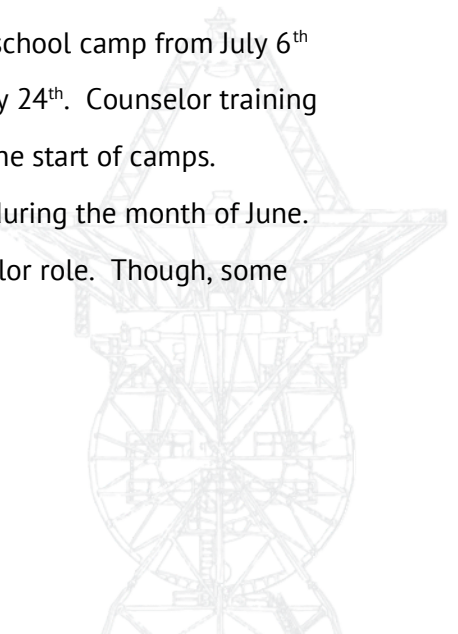 school camp from July 6th
y 24th. Counselor training
he start of camps.
during the month of June.
lor role. Though, some